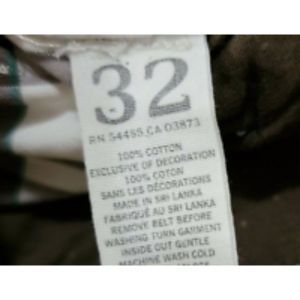 32
RN 54485 CA 03873
100% COTTON
EXCLUSIVE OF DECORATION
100% COTON
SANS LES DÉCORATIONS
MADE IN SRI LANKA
FABRIQUÉ AU SRI LANKA
REMOVE BELT BEFORE
WASHING TURN GARMENT
INSIDE OUT GENTLE
MACHINE WASH COLD